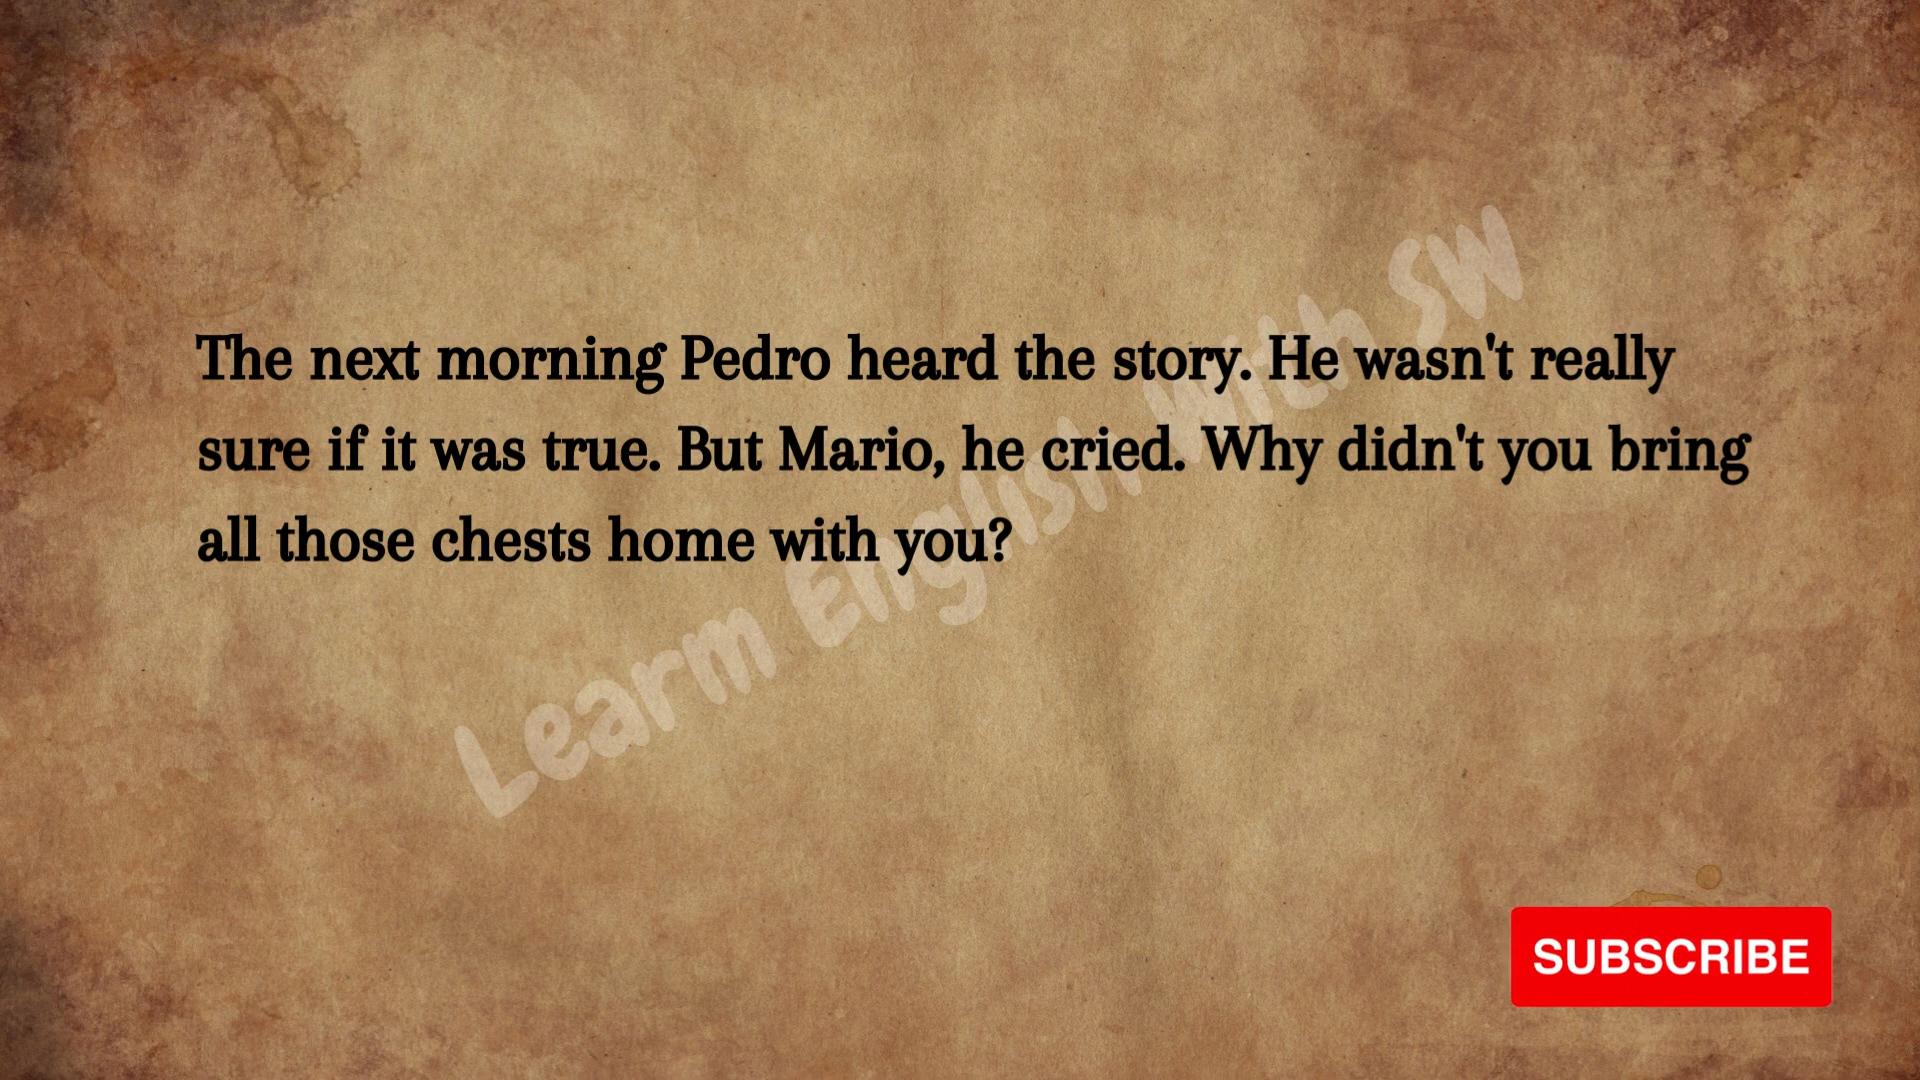 The next morning Pedro heard the story. He wasn't really
sure if it was true. But Mario, he cried. Why didn't you bring
all those chests home with you?
Learm English With SW
SUBSCRIBE